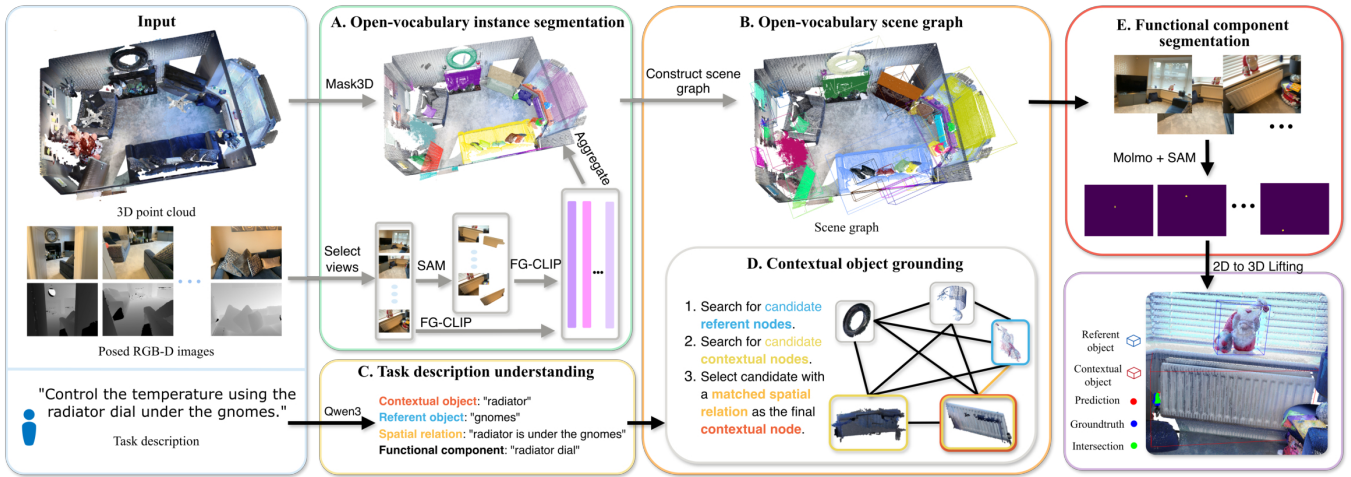 Input
3D point cloud
Posed RGB-D images
"Control the temperature using the
radiator dial under the gnomes."
Task description
A. Open-vocabulary instance segmentation
Mask3D
Aggregate
Select
views
SAM
FG-CLIP
FG-CLIP
C. Task description understanding
Qwen3
Contextual object: "radiator"
Referent object: "gnomes"
Spatial relation: "radiator is under the gnomes"
Functional component: "radiator dial"
B. Open-vocabulary scene graph
Construct scene
graph
Scene graph
D. Contextual object grounding
1. Search for candidate
referent nodes.
2. Search for candidate
contextual nodes.
3. Select candidate with
a matched spatial
relation as the final
contextual node.
E. Functional component
segmentation
Molmo + SAM
2D to 3D Lifting
Referent
object
Contextual
object
Prediction
Groundtruth
Intersection